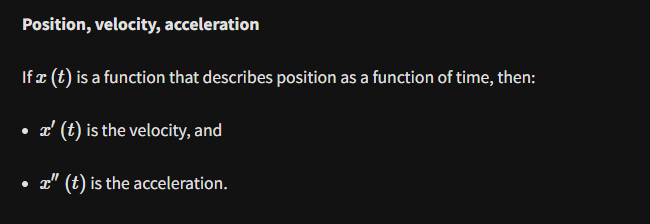 Position, velocity, acceleration
If x (t) is a function that describes position as a function of time, then:
• x′ (t) is the velocity, and
• x″ (t) is the acceleration.